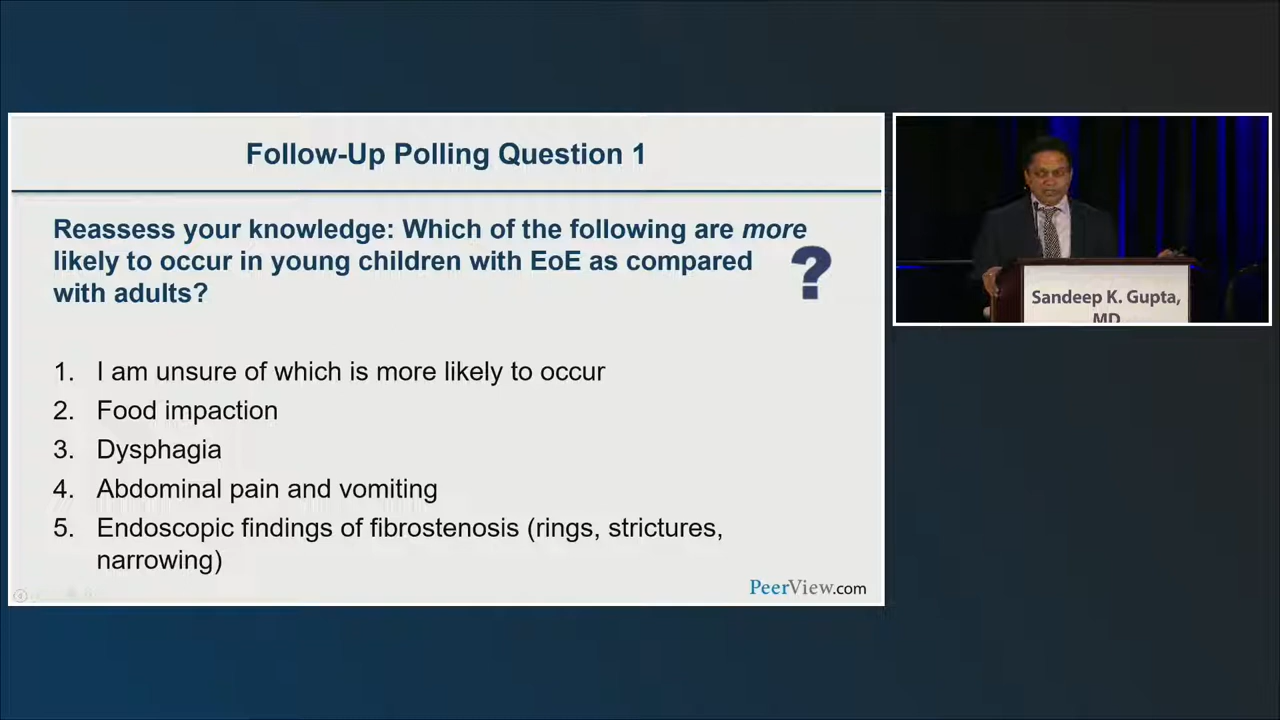 Follow-Up Polling Question 1
Reassess your knowledge: Which of the following are more
likely to occur in young children with EoE as compared
with adults?
?
1. I am unsure of which is more likely to occur
2. Food impaction
3. Dysphagia
4. Abdominal pain and vomiting
5. Endoscopic findings of fibrostenosis (rings, strictures,
narrowing)
PeerView.com
Sandeep K. Gupta,
MD